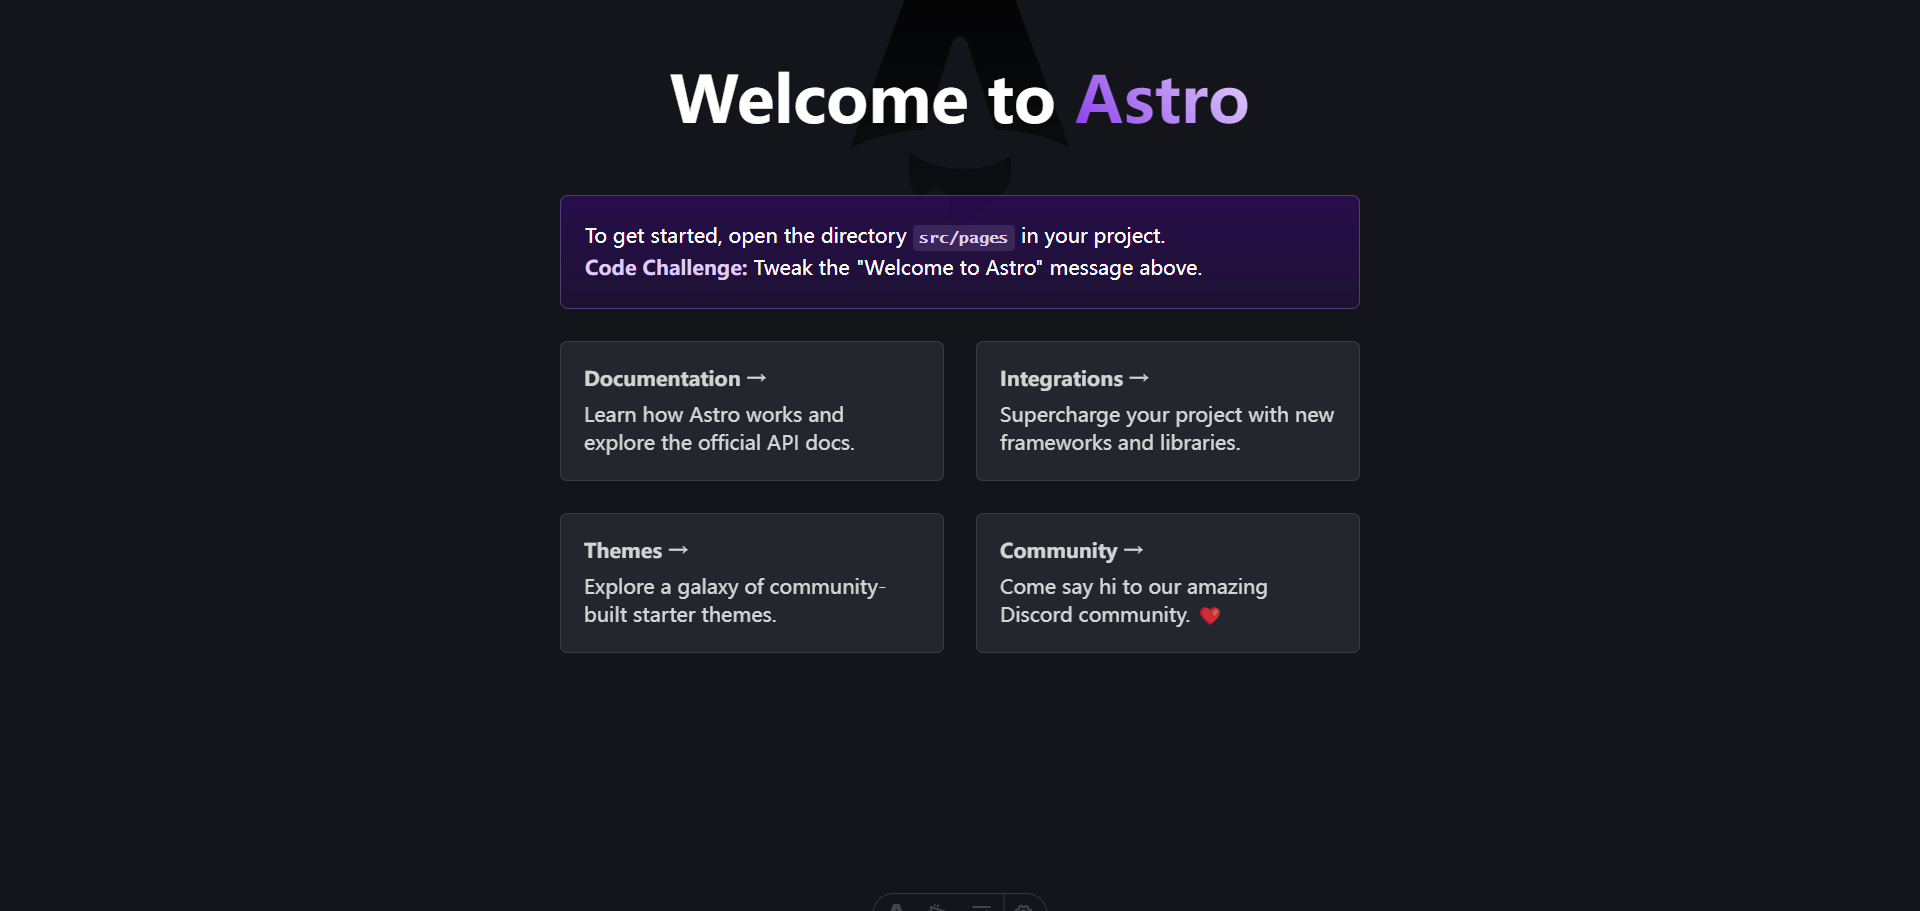 Welcome to Astro
To get started, open the directory src/pages in your project.
Code Challenge: Tweak the "Welcome to Astro" message above.
Documentation →
Learn how Astro works and
explore the official API docs.
Integrations →
Supercharge your project with new
frameworks and libraries.
Themes →
Explore a galaxy of community-
built starter themes.
Community →
Come say hi to our amazing
Discord community. ❤️